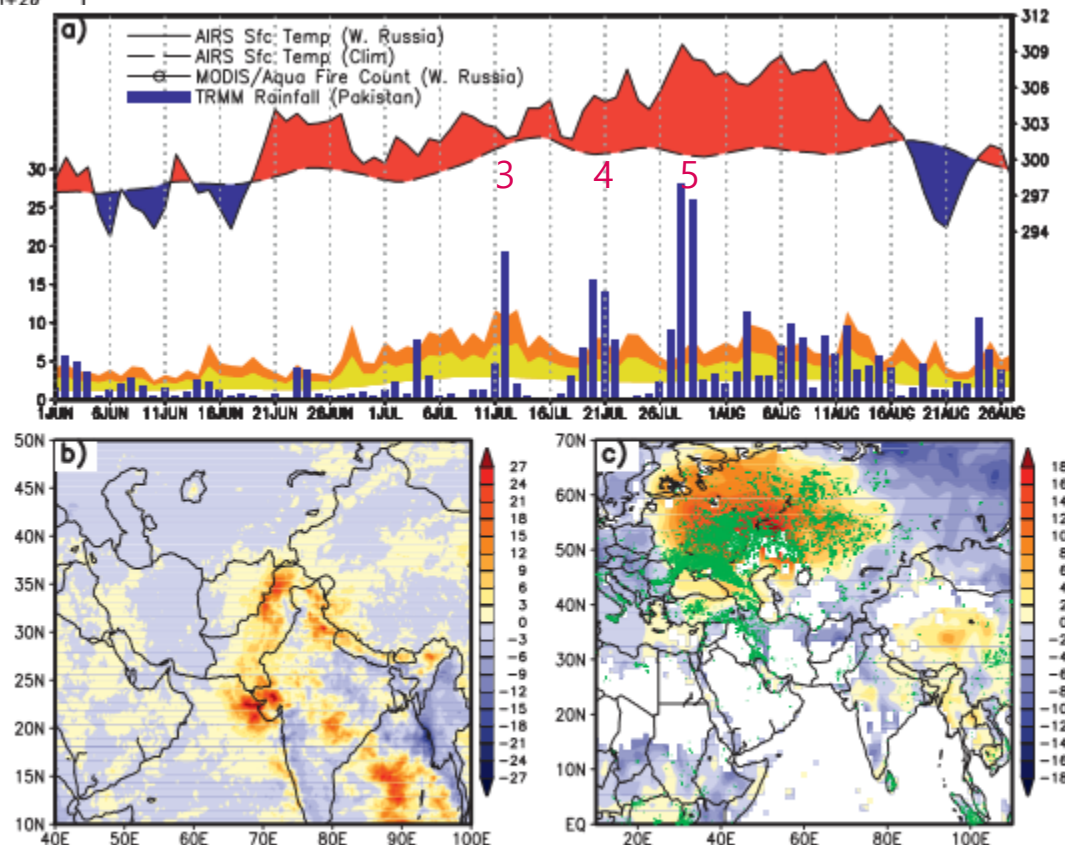 a)
AIRS Sfc Temp (W. Russia)
AIRS Sfc Temp (Clim)
MODIS/Aqua Fire Count (W. Russia)
TRMM Rainfall (Pakistan)
312
309
306
303
300
297
294
30
25
20
15
10
5
0
3 4 5
1JUN 6JUN 11JUN 16JUN 21JUN 26JUN 1JUL 6JUL 11JUL 16JUL 21JUL 26JUL 1AUG 6AUG 11AUG 16AUG 21AUG 26AUG
b)
50N
45N
40N
35N
30N
25N
20N
15N
10N
40E 50E 60E 70E 80E 90E 100E
27
24
21
18
15
12
9
6
3
0
-3
-6
-9
-12
-15
-18
-21
-24
-27
c)
70N
60N
50N
40N
30N
20N
10N
EQ
20E 40E 60E 80E 100E
18
16
14
12
10
8
6
4
2
0
-2
-4
-6
-8
-10
-12
-14
-16
-18